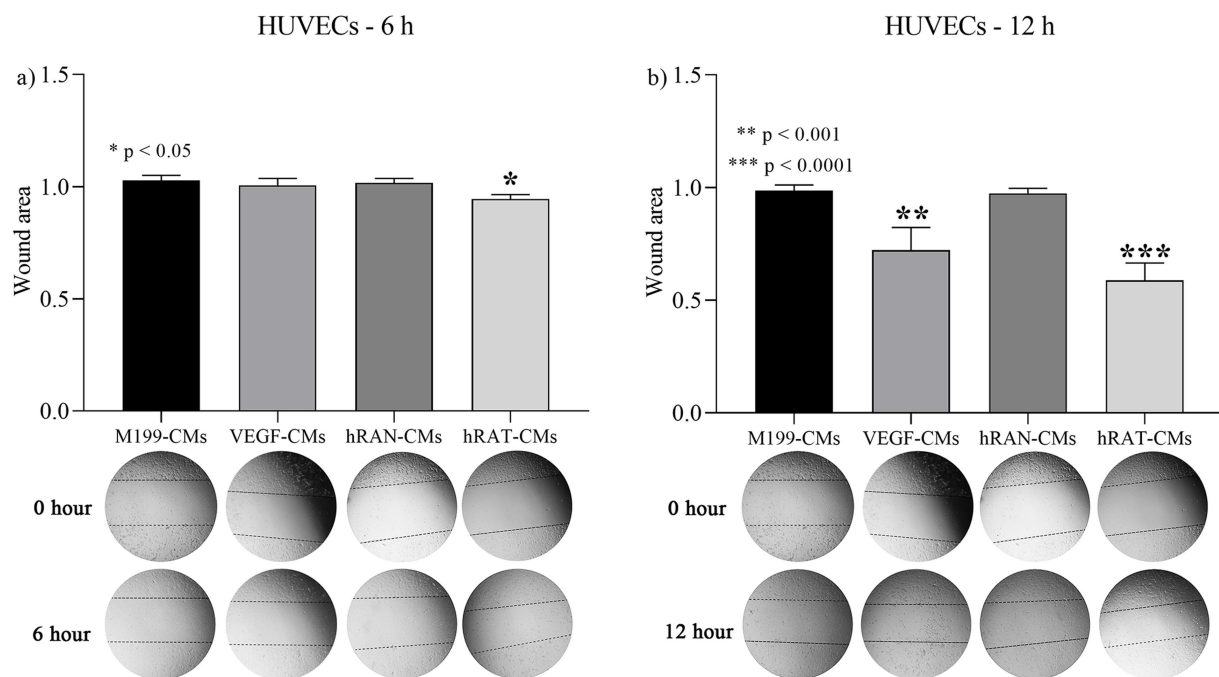 HUVECs - 6 h
a) 1.5
* p < 0.05
1.0
*
Wound area
0.5
0.0
M199-CMs VEGF-CMs hRAN-CMs hRAT-CMs
0 hour
6 hour
HUVECs - 12 h
b) 1.5
** p < 0.001
*** p < 0.0001
1.0
**
***
Wound area
0.5
0.0
M199-CMs VEGF-CMs hRAN-CMs hRAT-CMs
0 hour
12 hour